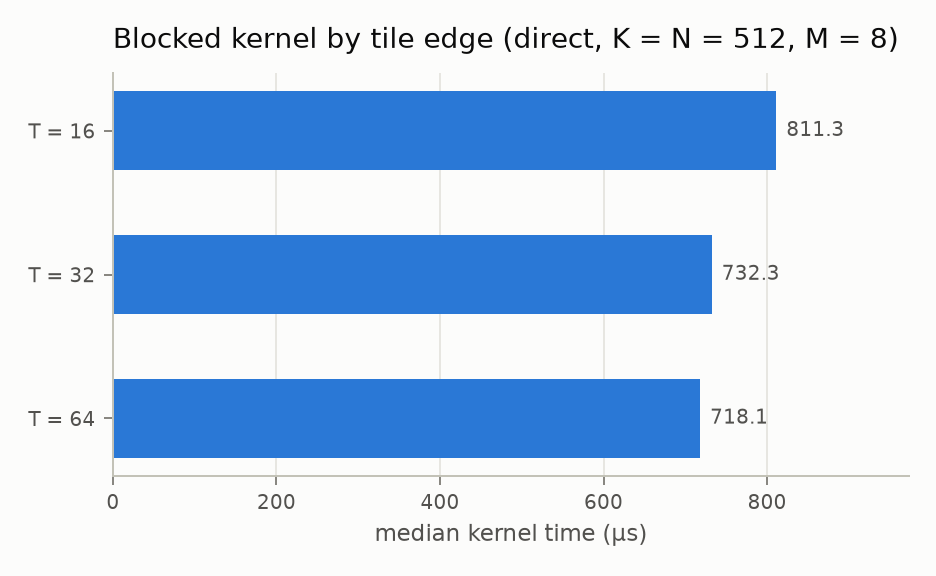 Blocked kernel by tile edge (direct, K = N = 512, M = 8)
T = 16
811.3
T = 32
732.3
T = 64
718.1
0 200 400 600 800
median kernel time (µs)